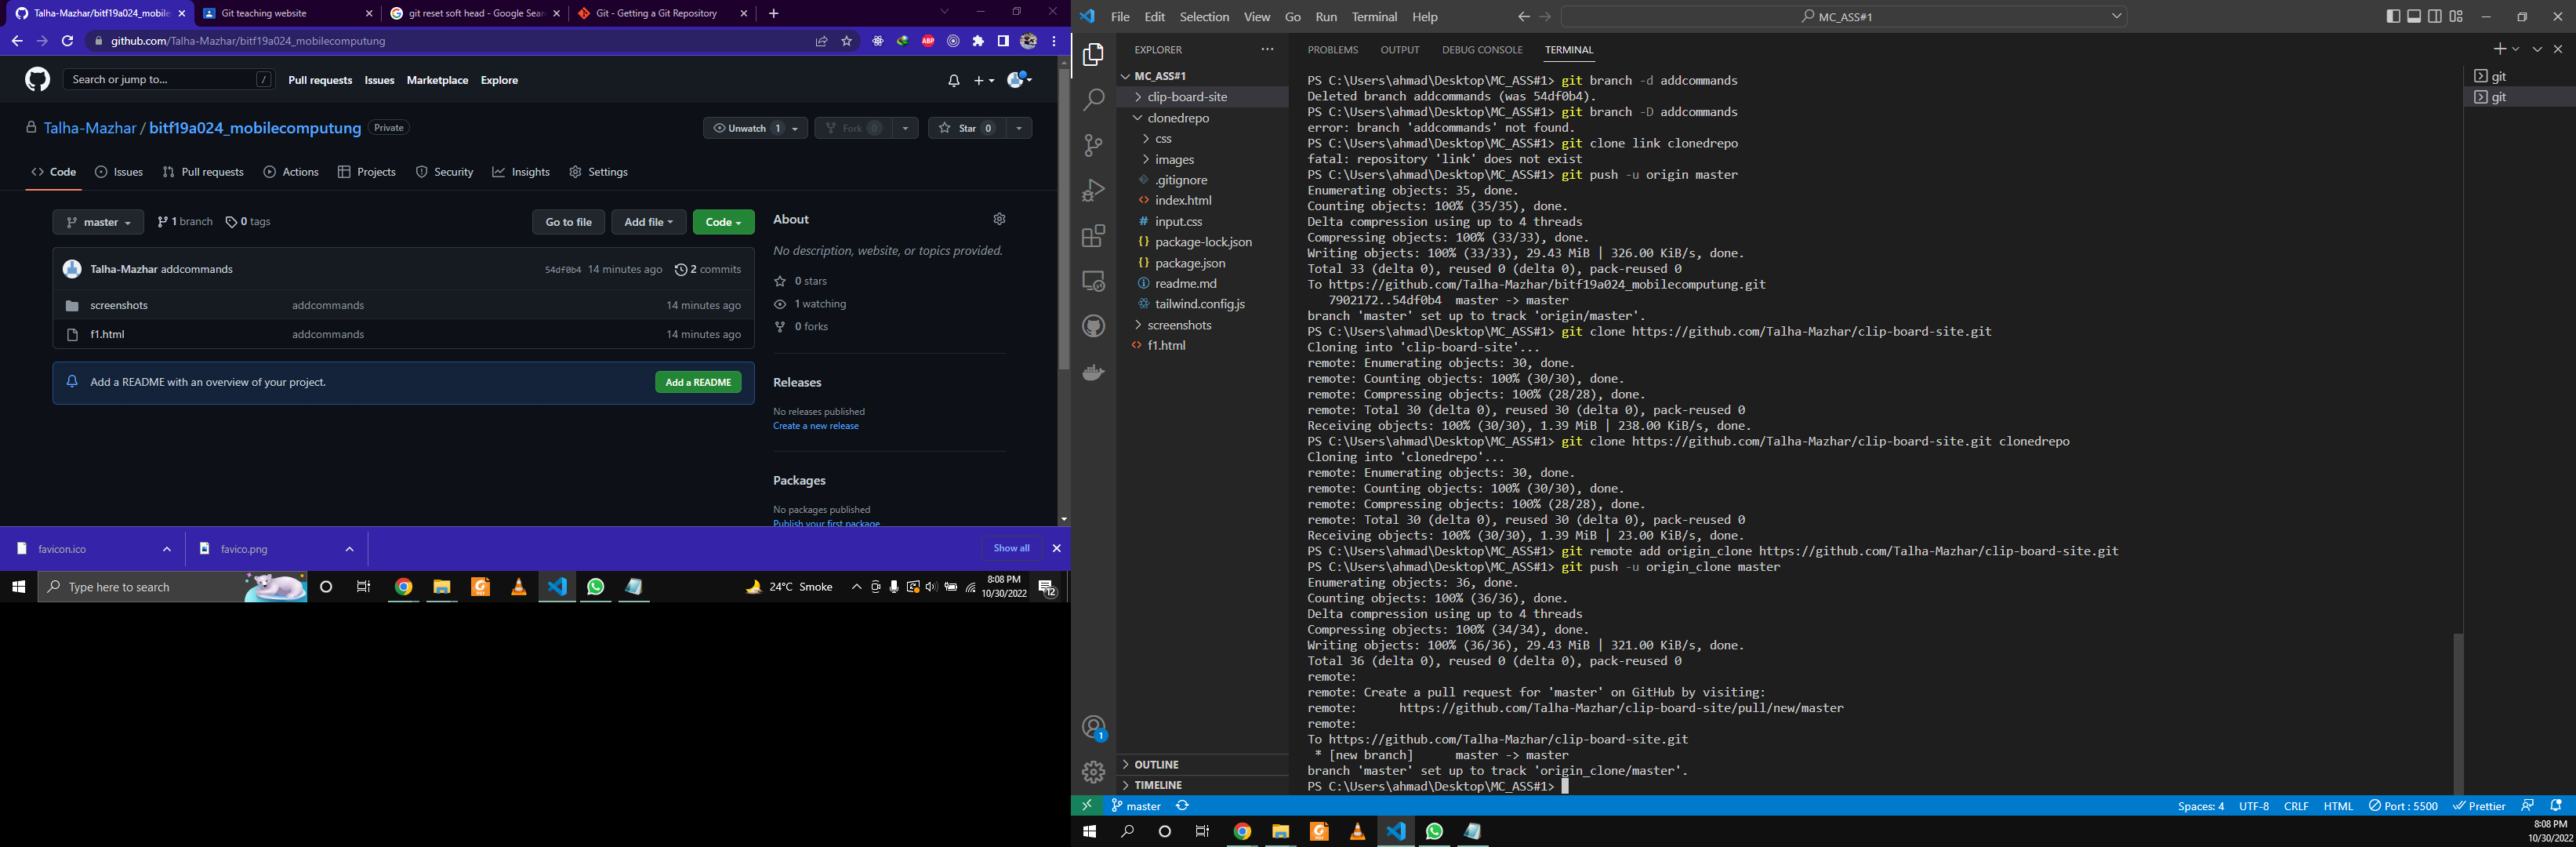 Talha-Mazhar/bitf19a024_mobile
Git teaching website
git reset soft head - Google Sear
Git - Getting a Git Repository
github.com/Talha-Mazhar/bitf19a024_mobilecomputung
ABP
Search or jump to...
/
Pull requests
Issues
Marketplace
Explore
Talha-Mazhar / bitf19a024_mobilecomputung
Private
Unwatch 1
Fork 0
Star 0
Code
Issues
Pull requests
Actions
Projects
Security
Insights
Settings
master
1 branch
0 tags
Go to file
Add file
Code
Talha-Mazhar addcommands
54df0b4 14 minutes ago
2 commits
screenshots
addcommands
14 minutes ago
f1.html
addcommands
14 minutes ago
Add a README with an overview of your project.
Add a README
About
No description, website, or topics provided.
0 stars
1 watching
0 forks
Releases
No releases published
Create a new release
Packages
No packages published
Publish your first package
favicon.ico
favico.png
Show all
Type here to search
24°C Smoke
8:08 PM
10/30/2022
12
File Edit Selection View Go Run Terminal Help
MC_ASS#1
EXPLORER
MC_ASS#1
clip-board-site
clonedrepo
css
images
.gitignore
index.html
# input.css
{} package-lock.json
{} package.json
readme.md
tailwind.config.js
screenshots
f1.html
OUTLINE
TIMELINE
PROBLEMS OUTPUT DEBUG CONSOLE TERMINAL
PS C:\Users\ahmad\Desktop\MC_ASS#1> git branch -d addcommands
Deleted branch addcommands (was 54df0b4).
PS C:\Users\ahmad\Desktop\MC_ASS#1> git branch -D addcommands
error: branch 'addcommands' not found.
PS C:\Users\ahmad\Desktop\MC_ASS#1> git clone link clonedrepo
fatal: repository 'link' does not exist
PS C:\Users\ahmad\Desktop\MC_ASS#1> git push -u origin master
Enumerating objects: 35, done.
Counting objects: 100% (35/35), done.
Delta compression using up to 4 threads
Compressing objects: 100% (33/33), done.
Writing objects: 100% (33/33), 29.43 MiB | 326.00 KiB/s, done.
Total 33 (delta 0), reused 0 (delta 0), pack-reused 0
To https://github.com/Talha-Mazhar/bitf19a024_mobilecomputung.git
7902172..54df0b4 master -> master
branch 'master' set up to track 'origin/master'.
PS C:\Users\ahmad\Desktop\MC_ASS#1> git clone https://github.com/Talha-Mazhar/clip-board-site.git
Cloning into 'clip-board-site'...
remote: Enumerating objects: 30, done.
remote: Counting objects: 100% (30/30), done.
remote: Compressing objects: 100% (28/28), done.
remote: Total 30 (delta 0), reused 30 (delta 0), pack-reused 0
Receiving objects: 100% (30/30), 1.39 MiB | 238.00 KiB/s, done.
PS C:\Users\ahmad\Desktop\MC_ASS#1> git clone https://github.com/Talha-Mazhar/clip-board-site.git clonedrepo
Cloning into 'clonedrepo'...
remote: Enumerating objects: 30, done.
remote: Counting objects: 100% (30/30), done.
remote: Compressing objects: 100% (28/28), done.
remote: Total 30 (delta 0), reused 30 (delta 0), pack-reused 0
Receiving objects: 100% (30/30), 1.39 MiB | 23.00 KiB/s, done.
PS C:\Users\ahmad\Desktop\MC_ASS#1> git remote add origin_clone https://github.com/Talha-Mazhar/clip-board-site.git
PS C:\Users\ahmad\Desktop\MC_ASS#1> git push -u origin_clone master
Enumerating objects: 36, done.
Counting objects: 100% (36/36), done.
Delta compression using up to 4 threads
Compressing objects: 100% (34/34), done.
Writing objects: 100% (36/36), 29.43 MiB | 321.00 KiB/s, done.
Total 36 (delta 0), reused 0 (delta 0), pack-reused 0
remote:
remote: Create a pull request for 'master' on GitHub by visiting:
remote: https://github.com/Talha-Mazhar/clip-board-site/pull/new/master
remote:
To https://github.com/Talha-Mazhar/clip-board-site.git
* [new branch] master -> master
branch 'master' set up to track 'origin_clone/master'.
PS C:\Users\ahmad\Desktop\MC_ASS#1>
git
git
1
master
Spaces: 4 UTF-8 CRLF HTML Port : 5500 Prettier
8:08 PM
10/30/2022